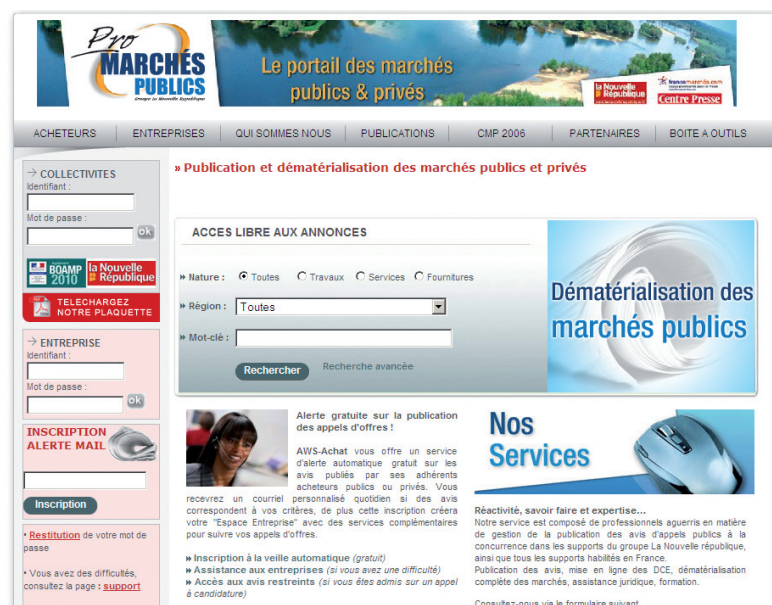 Pro
MARCHÉS
PUBLICS
Groupe La Nouvelle République
Le portail des marchés
publics & privés
la Nouvelle
République
francemarchés.com
Centre Presse
ACHETEURS
ENTREPRISES
QUI SOMMES NOUS
PUBLICATIONS
CMP 2006
PARTENAIRES
BOITE A OUTILS
COLLECTIVITES
Identifiant :
Mot de passe :
ok
BOAMP
2010
la Nouvelle
République
TELECHARGEZ
NOTRE PLAQUETTE
ENTREPRISE
Identifiant :
Mot de passe :
ok
INSCRIPTION
ALERTE MAIL
Inscription
• Restitution de votre mot de
passe
• Vous avez des difficultés,
consultez la page : support
» Publication et dématérialisation des marchés publics et privés
ACCES LIBRE AUX ANNONCES
Nature : Toutes Travaux Services Fournitures
Région : Toutes
Mot-clé :
Rechercher Recherche avancée
Dématérialisation des
marchés publics
Alerte gratuite sur la publication
des appels d'offres !
AWS-Achat vous offre un service
d'alerte automatique gratuit sur les
avis publiés par ses adhérents
acheteurs publics ou privés. Vous
recevrez un courriel personnalisé quotidien si des avis
correspondent à vos critères, de plus cette inscription créera
votre "Espace Entreprise" avec des services complémentaires
pour suivre vos appels d'offres.
Inscription à la veille automatique (gratuit)
Assistance aux entreprises (si vous avez une difficulté)
Accès aux avis restreints (si vous êtes admis sur un appel
à candidature)
Nos
Services
Réactivité, savoir faire et expertise...
Notre service est composé de professionnels aguerris en matière
de gestion de la publication des avis d'appels publics à la
concurrence dans les supports du groupe La Nouvelle république,
ainsi que tous les supports habilités en France.
Publication des avis, mise en ligne des DCE, dématérialisation
complète des marchés, assistance juridique, formation.
Consultez-nous via le formulaire suivant